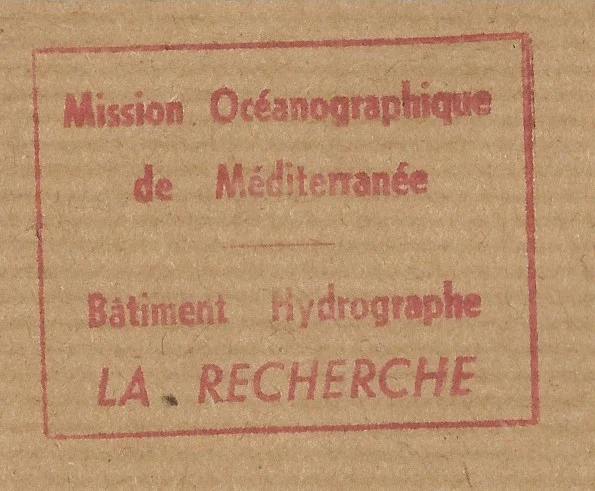 Mission Océanographique
de Méditerranée
Bâtiment Hydrographe
LA RECHERCHE